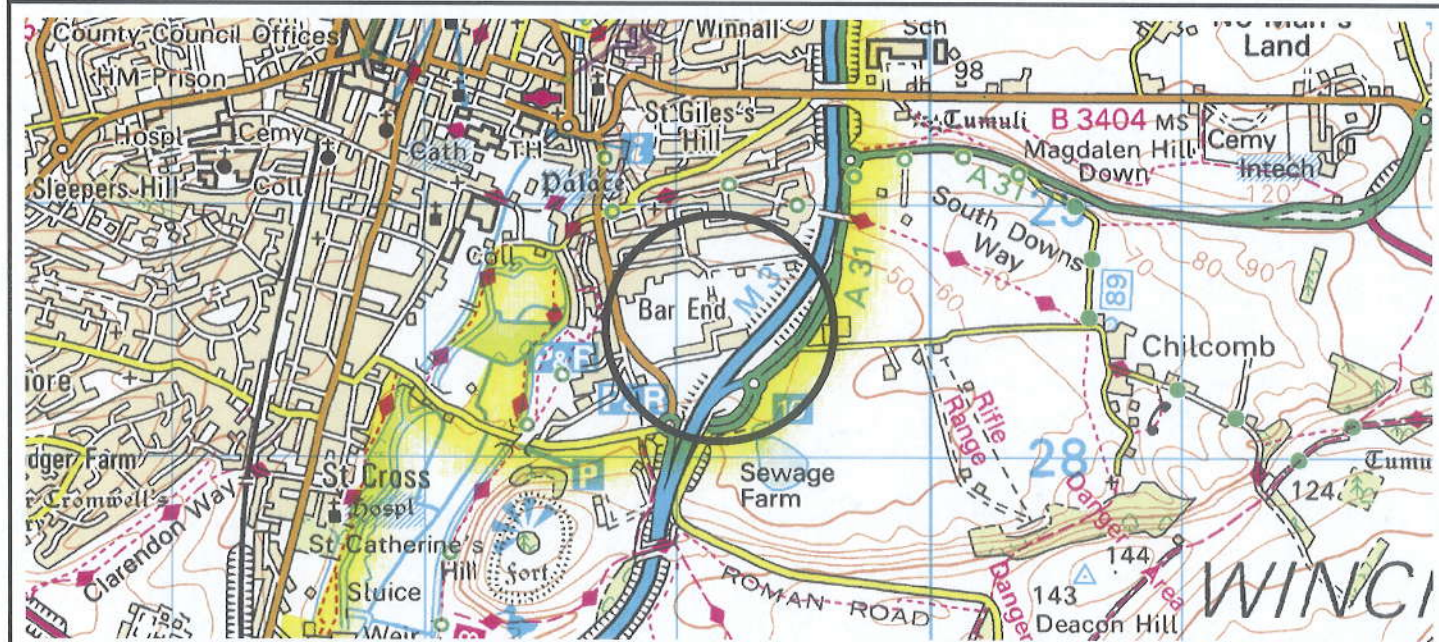 County Council Offices
Winnall
Sch
Land
HM Prison
98
St Giles's
Hill
Tumuli
B 3404
MS
Cemy
Hospl
Cemy
Cath
TH
Magdalen Hill
Down
Intech
Sleepers Hill
Coll
Palace
A 31
120
29
South Downs
Way
Coll
50
60
70
70
80
90
Bar End
M 3
A 31
89
Chilcomb
P&R
P&R
Rifle
Range
St Cross
Hospl
P
Sewage
Farm
28
Danger
124
Clarendon Way
St Catherine's
Hill
fort
Sluice
Weir
ROMAN ROAD
Danger
Area
144
143
Deacon Hill
WINC